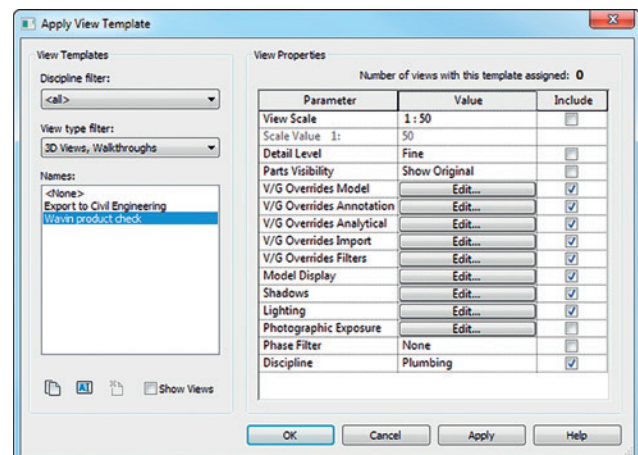 Apply View Template
View Templates
Discipline filter:
<all>
View type filter:
3D Views, Walkthroughs
Names:
<None>
Export to Civil Engineering
Wavin product check
AI
Show Views
View Properties
Number of views with this template assigned: 0
Parameter Value Include
View Scale 1 : 50
Scale Value 1: 50
Detail Level Fine
Parts Visibility Show Original
V/G Overrides Model Edit...
V/G Overrides Annotation Edit...
V/G Overrides Analytical Edit...
V/G Overrides Import Edit...
V/G Overrides Filters Edit...
Model Display Edit...
Shadows Edit...
Lighting Edit...
Photographic Exposure Edit...
Phase Filter None
Discipline Plumbing
OK Cancel Apply Help